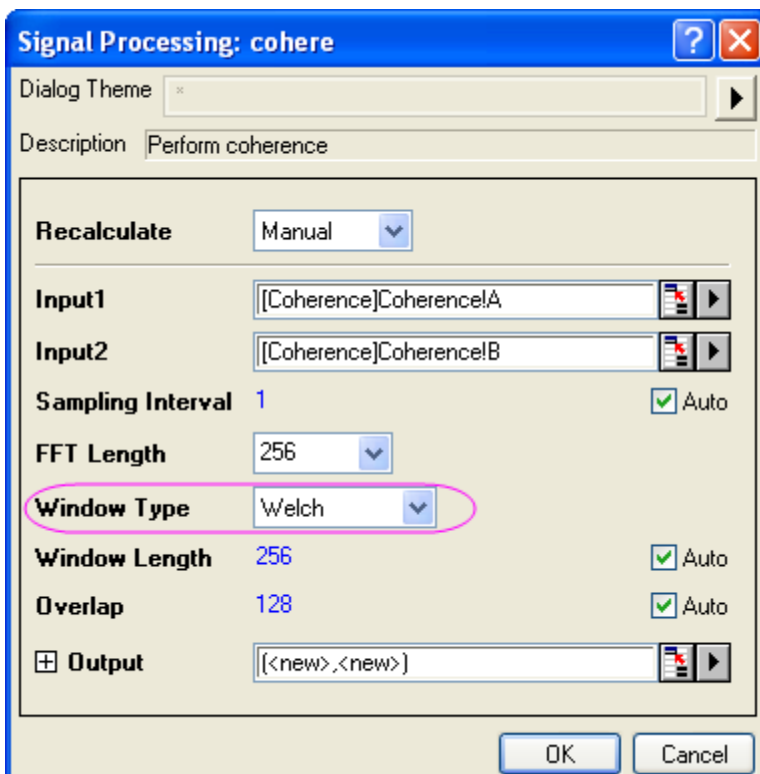 Signal Processing: cohere
Dialog Theme *
Description Perform coherence
Recalculate Manual
Input1 [Coherence]Coherence!A
Input2 [Coherence]Coherence!B
Sampling Interval 1 Auto
FFT Length 256
Window Type Welch
Window Length 256 Auto
Overlap 128 Auto
Output (<new>,<new>)
OK Cancel